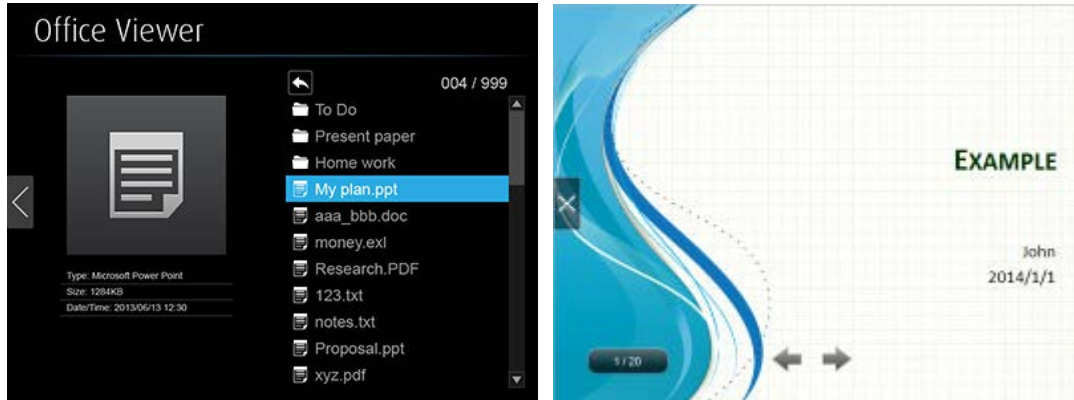 Office Viewer
004 / 999
To Do
Present paper
Home work
My plan.ppt
aaa_bbb.doc
money.exl
Research.PDF
123.txt
notes.txt
Proposal.ppt
xyz.pdf
Type: Microsoft Power Point
Size: 1284KB
Date/Time: 2013/06/13 12:30
EXAMPLE
John
2014/1/1
1 / 20